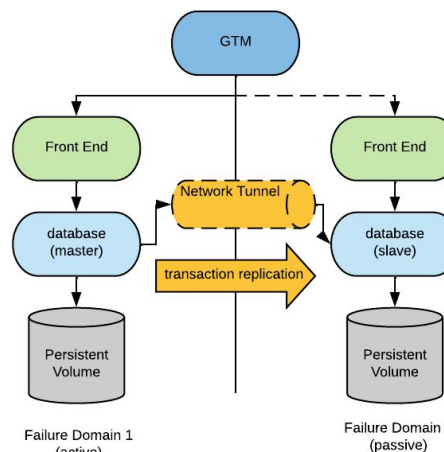 GTM
Front End
Front End
Network Tunnel
database
(master)
database
(slave)
transaction replication
Persistent
Volume
Persistent
Volume
Failure Domain 1
(active)
Failure Domain
(passive)